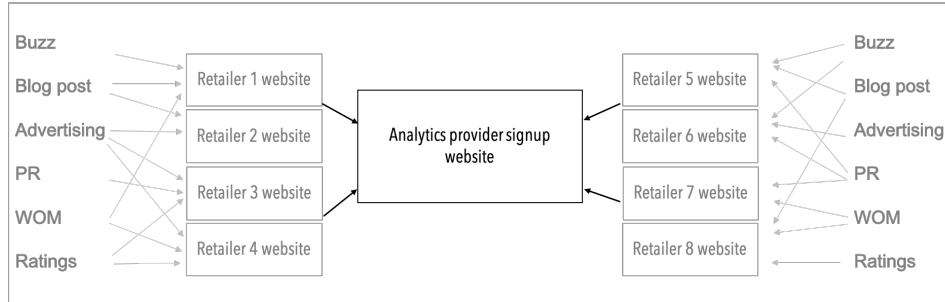 Buzz
Blog post
Advertising
PR
WOM
Ratings
Retailer 1 website
Retailer 2 website
Retailer 3 website
Retailer 4 website
Analytics provider signup
website
Retailer 5 website
Retailer 6 website
Retailer 7 website
Retailer 8 website
Buzz
Blog post
Advertising
PR
WOM
Ratings